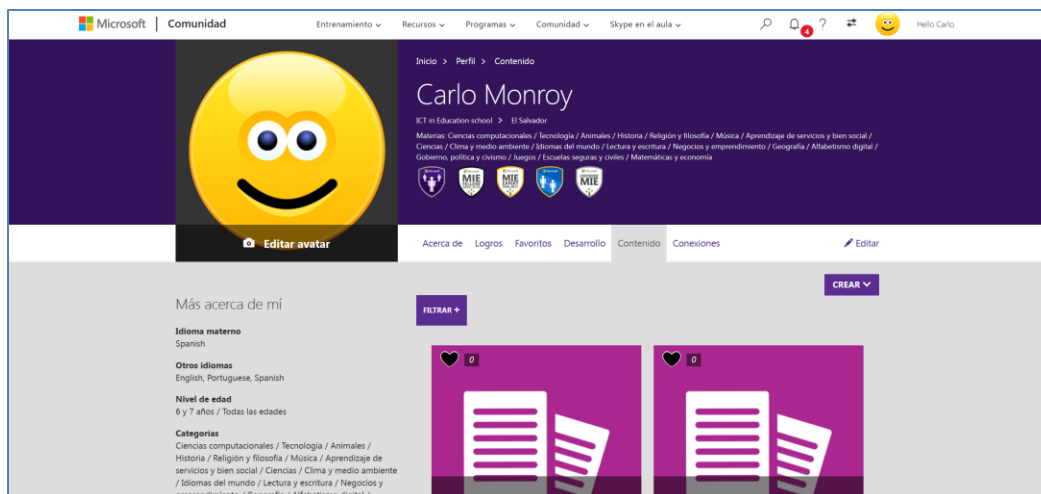 Microsoft | Comunidad
Entrenamiento
Recursos
Programas
Comunidad
Skype en el aula
4
?
Hello Carlo
Inicio > Perfil > Contenido
Carlo Monroy
ICT in Education school > El Salvador
Materias: Ciencias computacionales / Tecnología / Animales / Historia / Religión y filosofía / Música / Aprendizaje de servicios y bien social /
Ciencias / Clima y medio ambiente / Idiomas del mundo / Lectura y escritura / Negocios y emprendimiento / Geografía / Alfabetismo digital /
Gobierno, política y civismo / Juegos / Escuelas seguras y civiles / Matemáticas y economía
MIE
MIE
EXPERT
MIE
Editar avatar
Acerca de
Logros
Favoritos
Desarrollo
Contenido
Conexiones
Editar
CREAR
Más acerca de mí
FILTRAR +
Idioma materno
Spanish
Otros idiomas
English, Portuguese, Spanish
Nivel de edad
6 y 7 años / Todas las edades
Categorías
Ciencias computacionales / Tecnología / Animales /
Historia / Religión y filosofía / Música / Aprendizaje de
servicios y bien social / Ciencias / Clima y medio ambiente
/ Idiomas del mundo / Lectura y escritura / Negocios y
emprendimiento / Geografía / Alfabetismo digital /
0
0